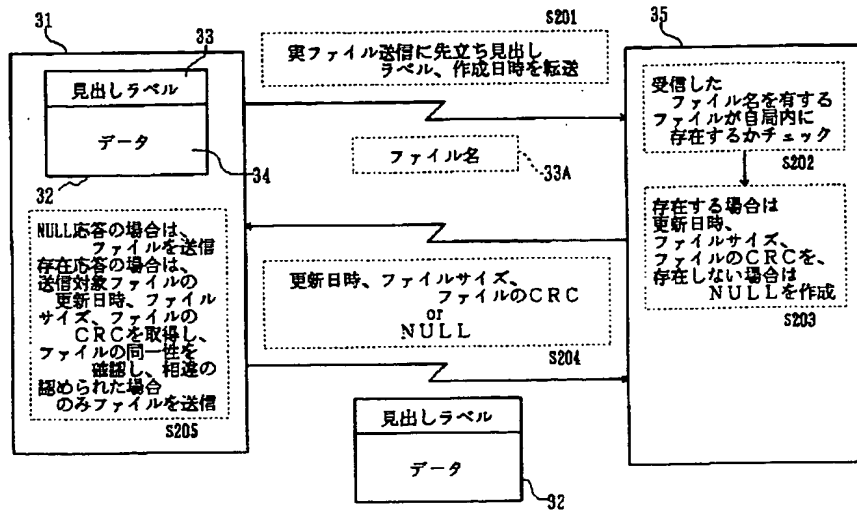 31
33
見出しラベル
データ
32
34
S201
実ファイル送信に先立ち見出し
ラベル、作成日時を転送
ファイル名
33A
35
受信した
ファイル名を有する
ファイルが自局内に
存在するかチェック
S202
存在する場合は
更新日時、
ファイルサイズ、
ファイルのCRCを、
存在しない場合は
NULLを作成
S203
更新日時、ファイルサイズ、
ファイルのCRC
or
NULL
S204
NULL応答の場合は、
ファイルを送信
存在応答の場合は、
送信対象ファイルの
更新日時、ファイル
サイズ、ファイルの
CRCを取得し、
ファイルの同一性を
確認し、相違の
認められた場合
のみファイルを送信
S205
見出しラベル
データ
32